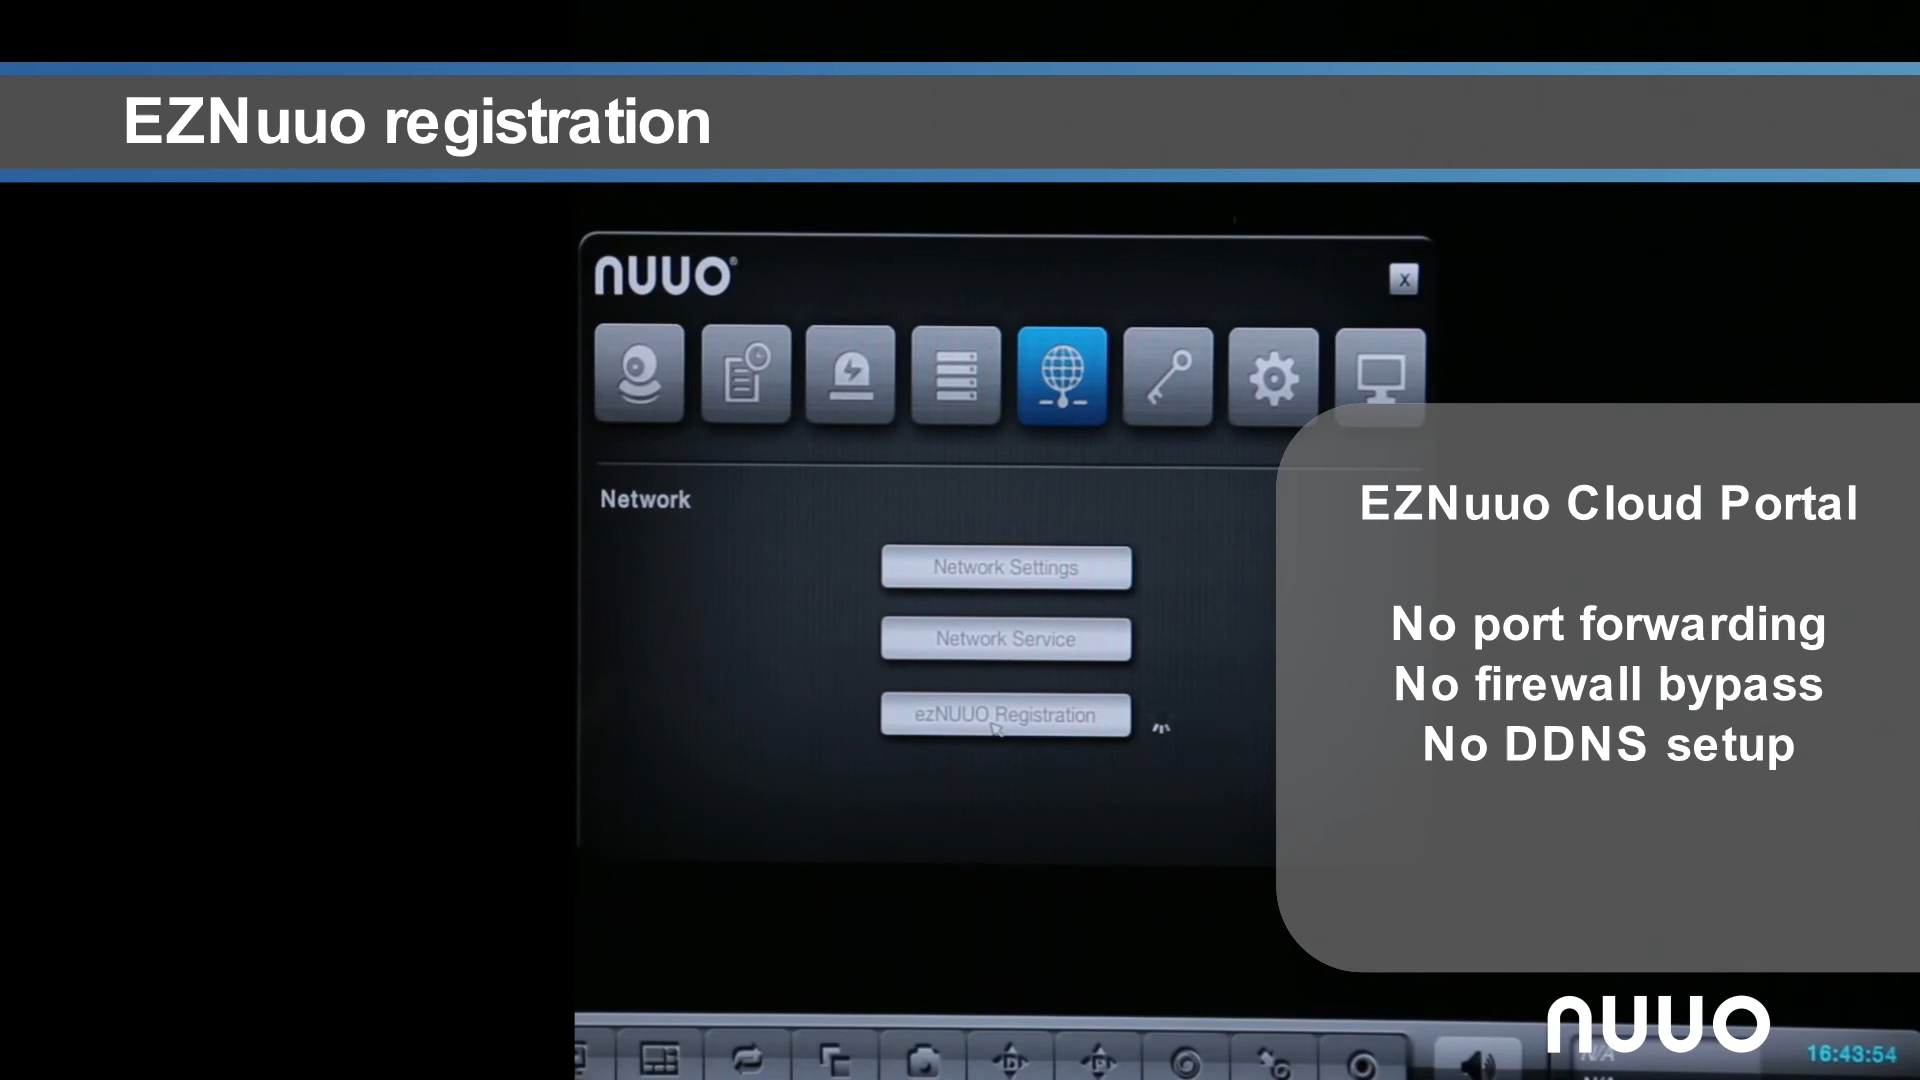 EZNuuo registration
nuuo®
X
Network
Network Settings
Network Service
ezNUUO Registration
EZNuuo Cloud Portal
No port forwarding
No firewall bypass
No DDNS setup
nuuo
N/A
16:43:54